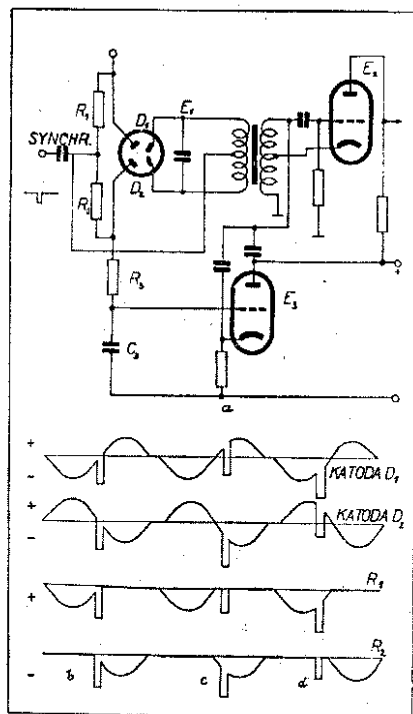 R₁
D₁
E₁
E₂
SYNCHR.
R₂
D₂
R₃
E₃
C₃
+
a
+
−
KATODA D₁
+
−
KATODA D₂
+
R₁
−
R₂
b
c
d